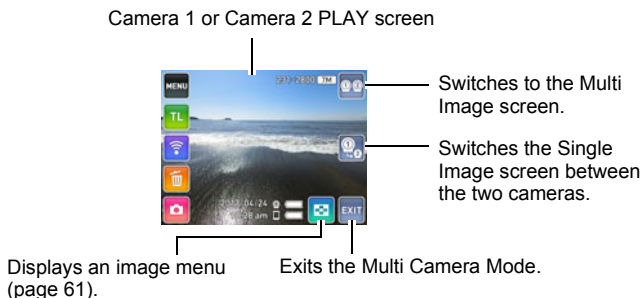 Camera 1 or Camera 2 PLAY screen
MENU
7M
TL
EXIT
Switches to the Multi
Image screen.
Switches the Single
Image screen between
the two cameras.
Displays an image menu
(page 61).
Exits the Multi Camera Mode.